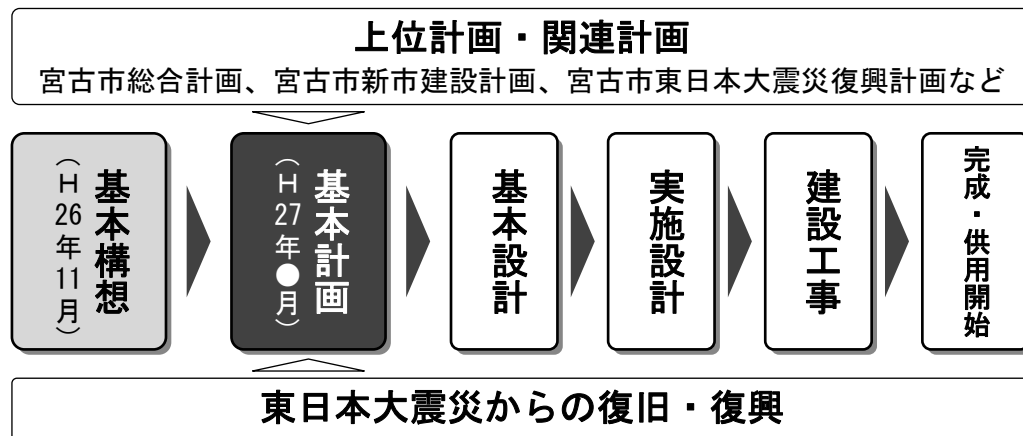 上位計画・関連計画
宮古市総合計画、宮古市新市建設計画、宮古市東日本大震災復興計画など
基本構想
（Ｈ26年11月）
基本計画
（Ｈ27年●月）
基本設計
実施設計
建設工事
完成・供用開始
東日本大震災からの復旧・復興